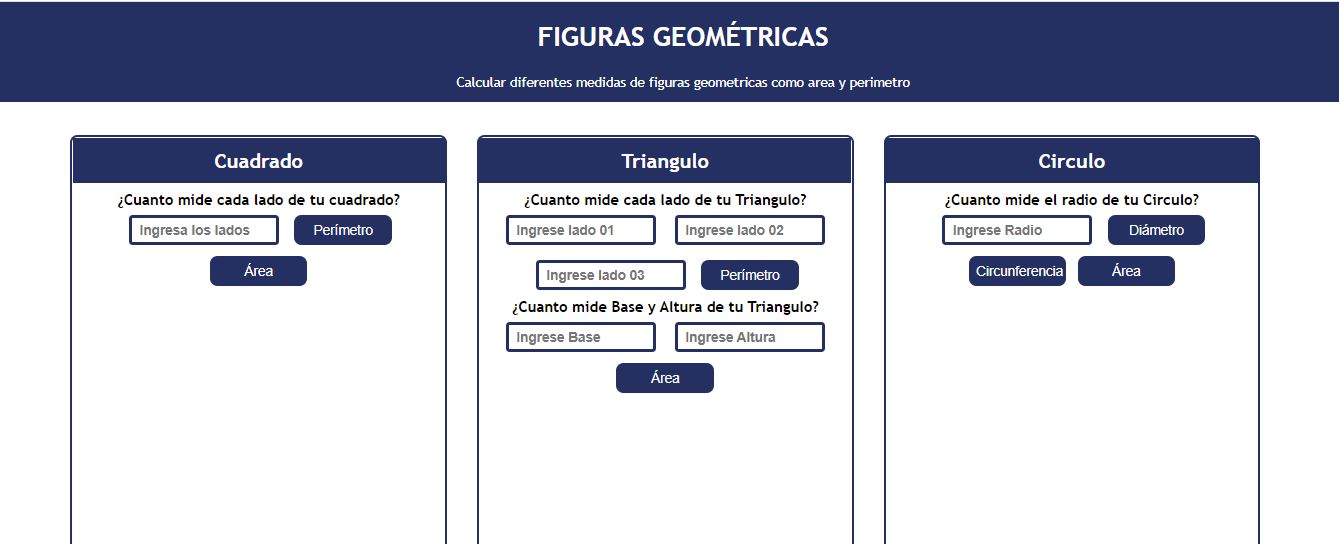 FIGURAS GEOMÉTRICAS
Calcular diferentes medidas de figuras geometricas como area y perimetro
Cuadrado
¿Cuanto mide cada lado de tu cuadrado?
Ingresa los lados Perímetro
Área
Triangulo
¿Cuanto mide cada lado de tu Triangulo?
Ingrese lado 01 Ingrese lado 02
Ingrese lado 03 Perímetro
¿Cuanto mide Base y Altura de tu Triangulo?
Ingrese Base Ingrese Altura
Área
Circulo
¿Cuanto mide el radio de tu Circulo?
Ingrese Radio Diámetro
Circunferencia Área